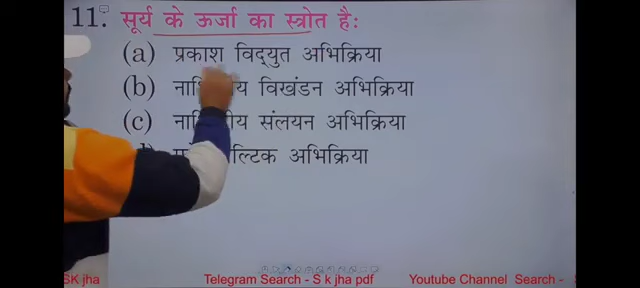 11. सूर्य के ऊर्जा का स्त्रोत है:
(a) प्रकाश विद्युत अभिक्रिया
(b) विखंडन अभिक्रिया
(c) संलयन अभिक्रिया
अभिक्रिया
SK jha Telegram Search - S k jha pdf Youtube Channel Search -